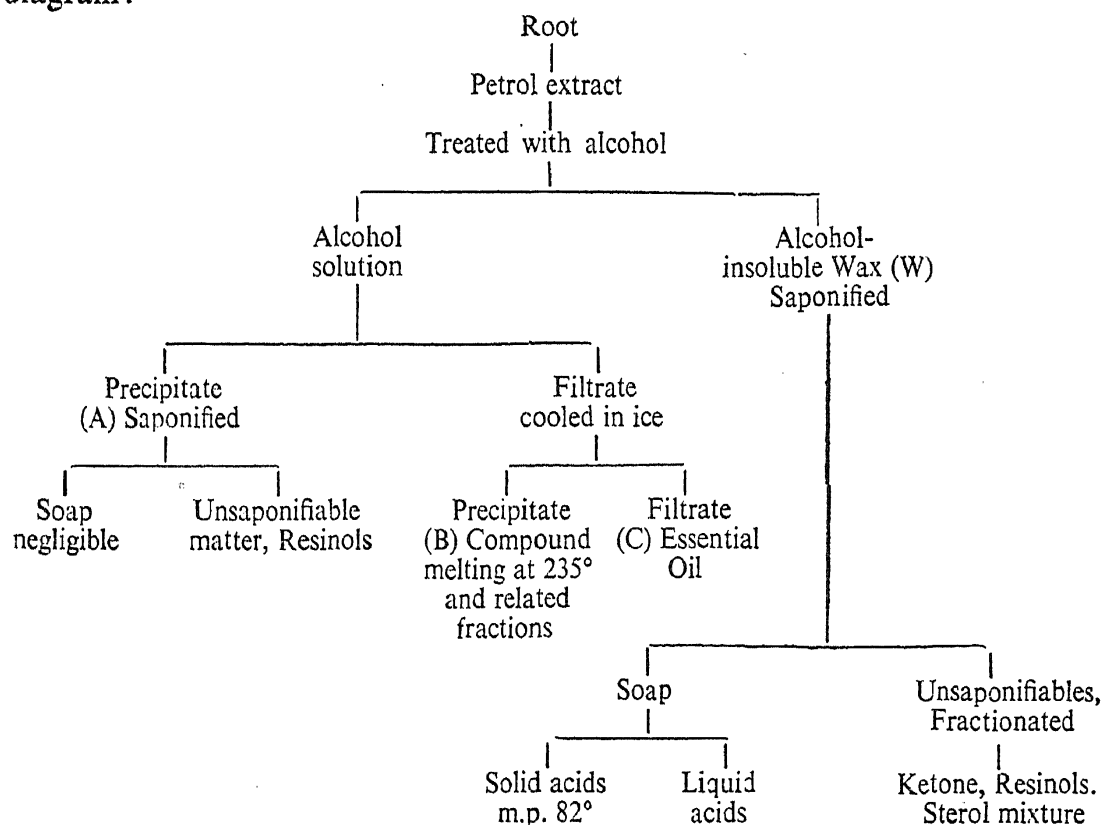 diagram:
Root
Petrol extract
Treated with alcohol
Alcohol
solution
Alcohol-
insoluble Wax (W)
Saponified
Precipitate
(A) Saponified
Filtrate
cooled in ice
Soap
negligible
Unsaponifiable
matter, Resinols
Precipitate
(B) Compound
melting at 235°
and related
fractions
Filtrate
(C) Essential
Oil
Soap
Unsaponifiables,
Fractionated
Solid acids
m.p. 82°
Liquid
acids
Ketone, Resinols.
Sterol mixture